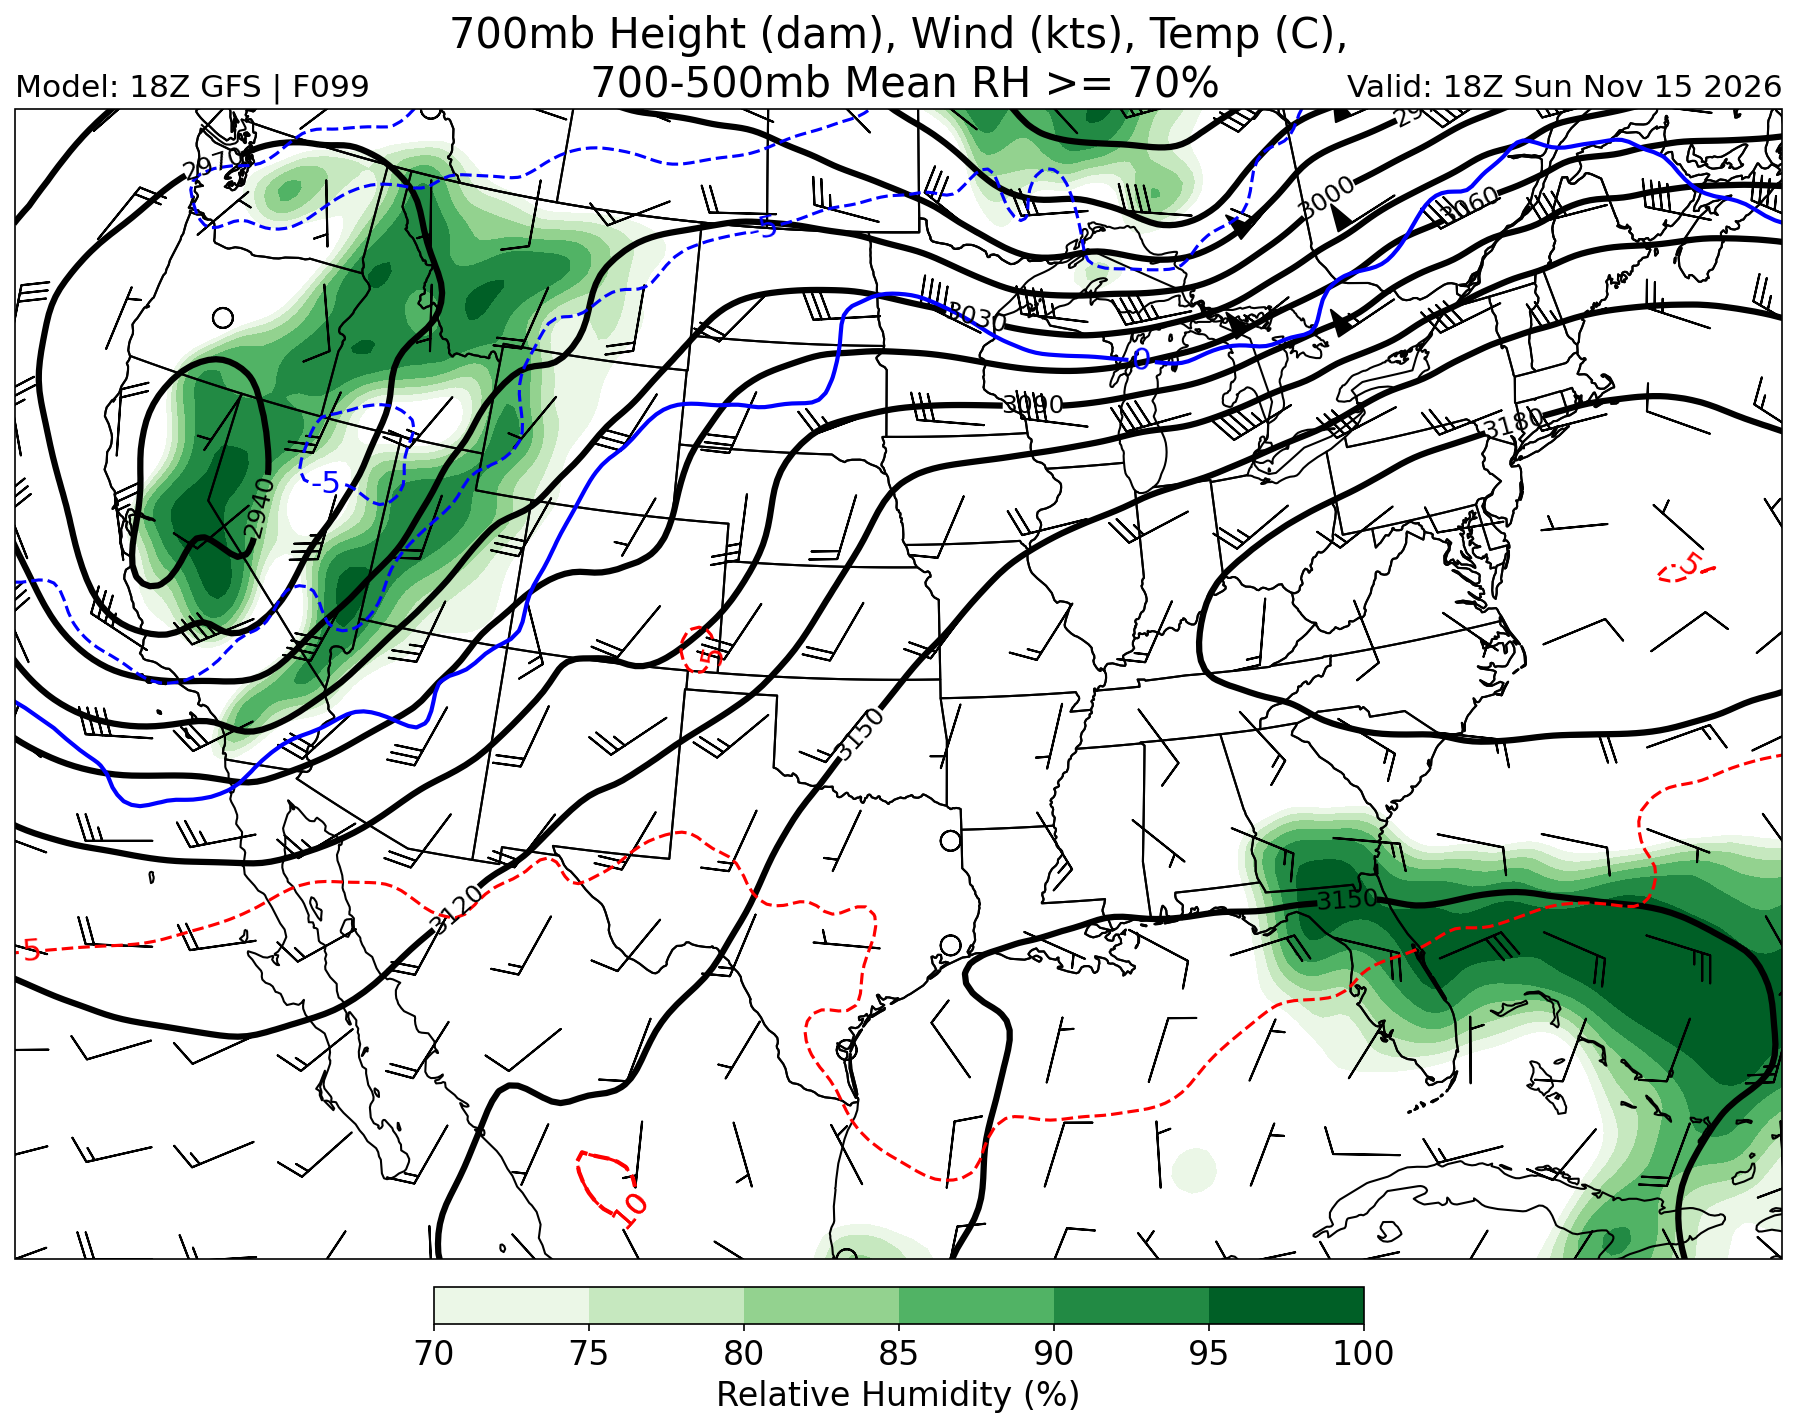 700mb Height (dam), Wind (kts), Temp (C),
Model: 18Z GFS | F099
700-500mb Mean RH >= 70%
Valid: 18Z Sun Nov 15 2026
2970
3000
3060
-5
3030
0
3090
3180
-5
2940
5
5
3150
3120
3150
5
10
70 75 80 85 90 95 100
Relative Humidity (%)